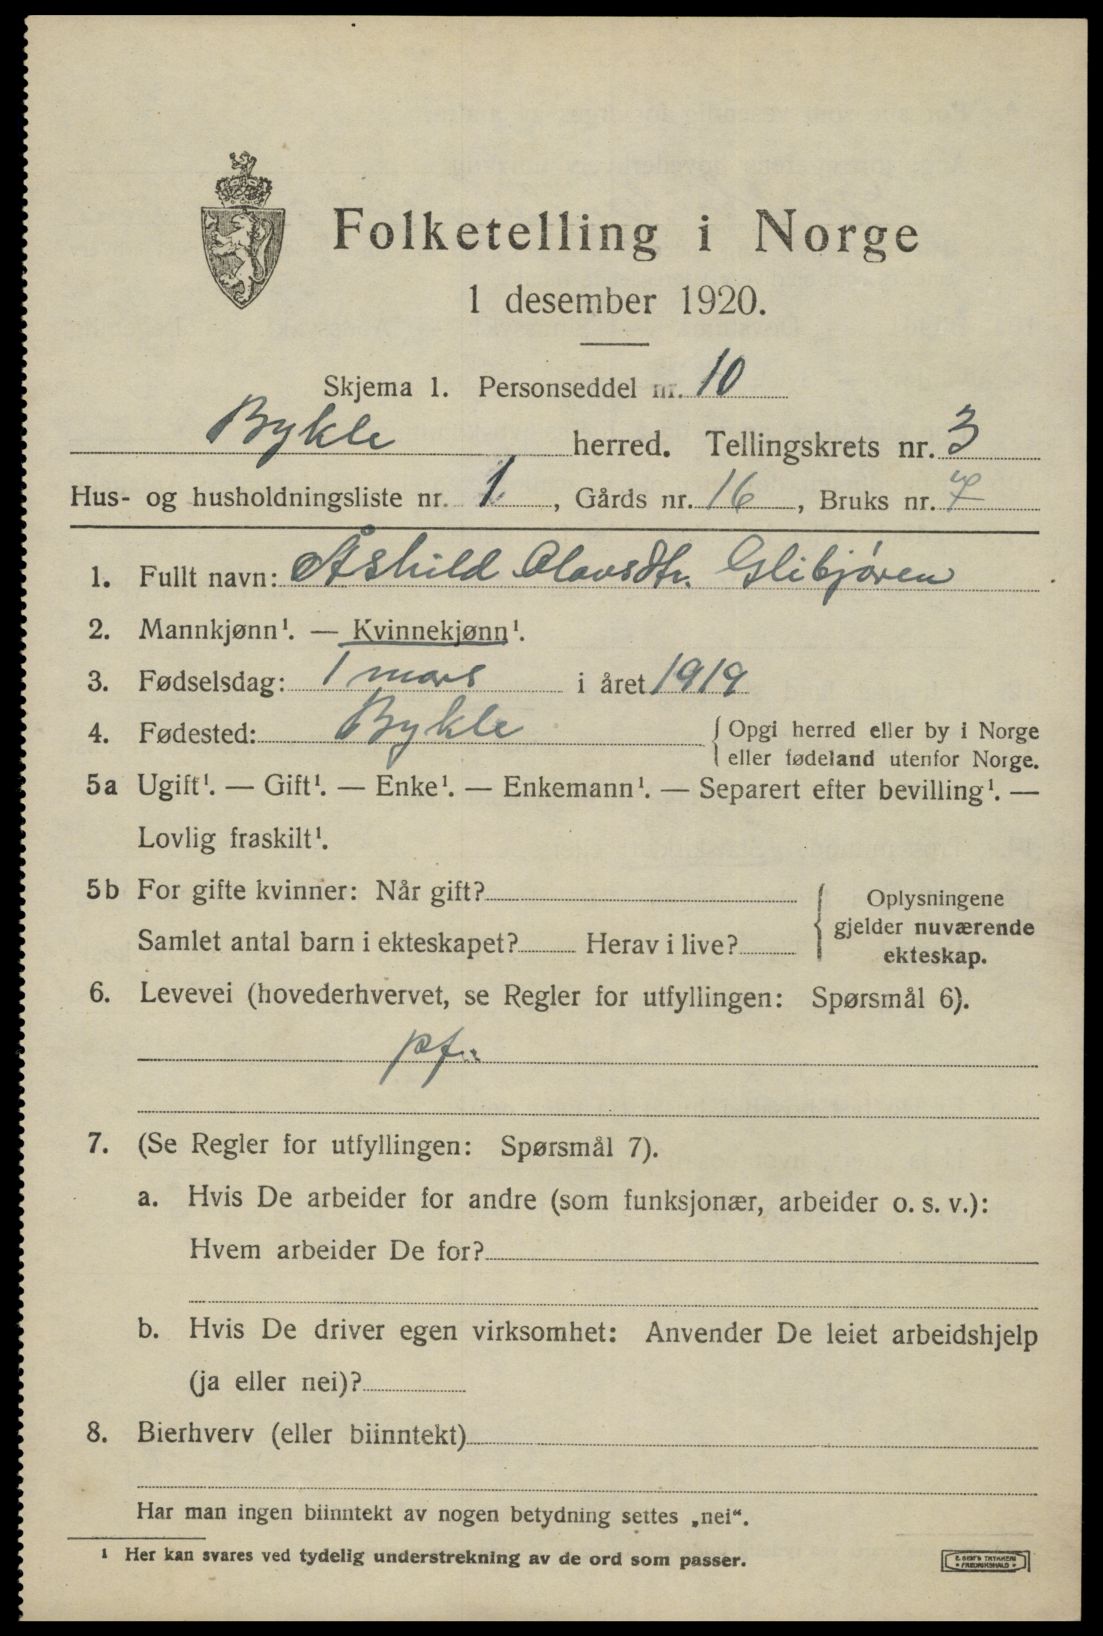 Folketelling i Norge
1 desember 1920.
Skjema 1. Personseddel nr. 10
Bykle herred. Tellingskrets nr. 3
Hus- og husholdningsliste nr. 1, Gårds nr. 16, Bruks nr. 7
1. Fullt navn: Åshild Olavsdtr. Glibjøren
2. Mannkjønn¹. — Kvinnekjønn¹.
3. Fødselsdag: 1 mars i året 1919
4. Fødested: Bykle { Opgi herred eller by i Norge
eller fødeland utenfor Norge.
5a Ugift¹. — Gift¹. — Enke¹. — Enkemann¹. — Separert efter bevilling¹. —
Lovlig fraskilt¹.
5b For gifte kvinner: Når gift?
Samlet antal barn i ekteskapet? Herav i live?
{ Oplysningene
gjelder nuværende
ekteskap.
6. Levevei (hovederhvervet, se Regler for utfyllingen: Spørsmål 6).
pf.
7. (Se Regler for utfyllingen: Spørsmål 7).
a. Hvis De arbeider for andre (som funksjonær, arbeider o. s. v.):
Hvem arbeider De for?
b. Hvis De driver egen virksomhet: Anvender De leiet arbeidshjelp
(ja eller nei)?
8. Bierhverv (eller biinntekt)
Har man ingen biinntekt av nogen betydning settes „nei“.
¹ Her kan svares ved tydelig understrekning av de ord som passer.